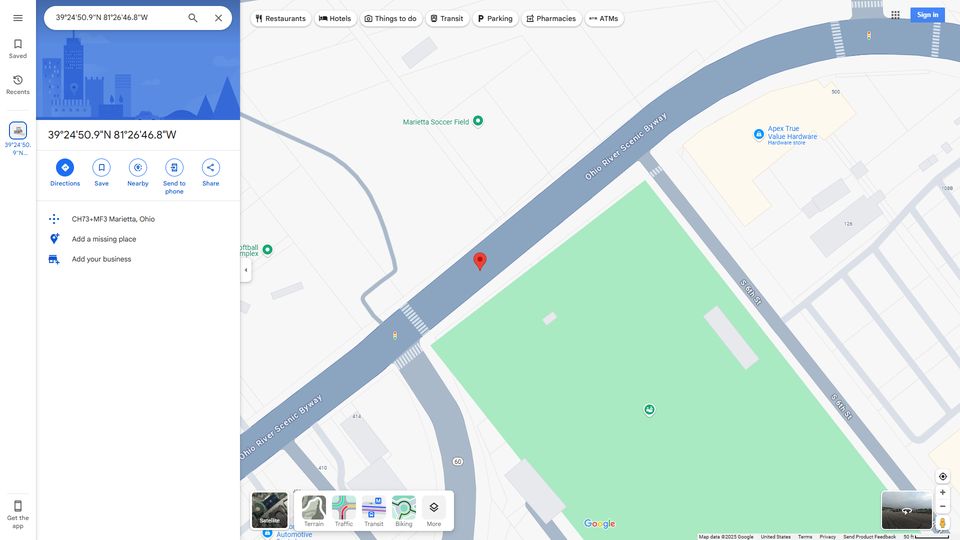 39°24'50.9"N 81°26'46.8"W
Restaurants
Hotels
Things to do
Transit
Parking
Pharmacies
ATMs
Sign in
Saved
Recents
39°24'50.
9"N...
39°24'50.9"N 81°26'46.8"W
Directions
Save
Nearby
Send to
phone
Share
CH73+MF3 Marietta, Ohio
Add a missing place
Add your business
Get the
app
Marietta Soccer Field
Ohio River Scenic Byway
500
Apex True
Value Hardware
Hardware store
126
oftball
mplex
S 6th St
S 6th St
Ohio River Scenic Byway
414
410
60
Automotive
Satellite
Terrain
Traffic
Transit
Biking
More
Google
Map data ©2025 Google
United States
Terms
Privacy
Send Product Feedback
50 ft